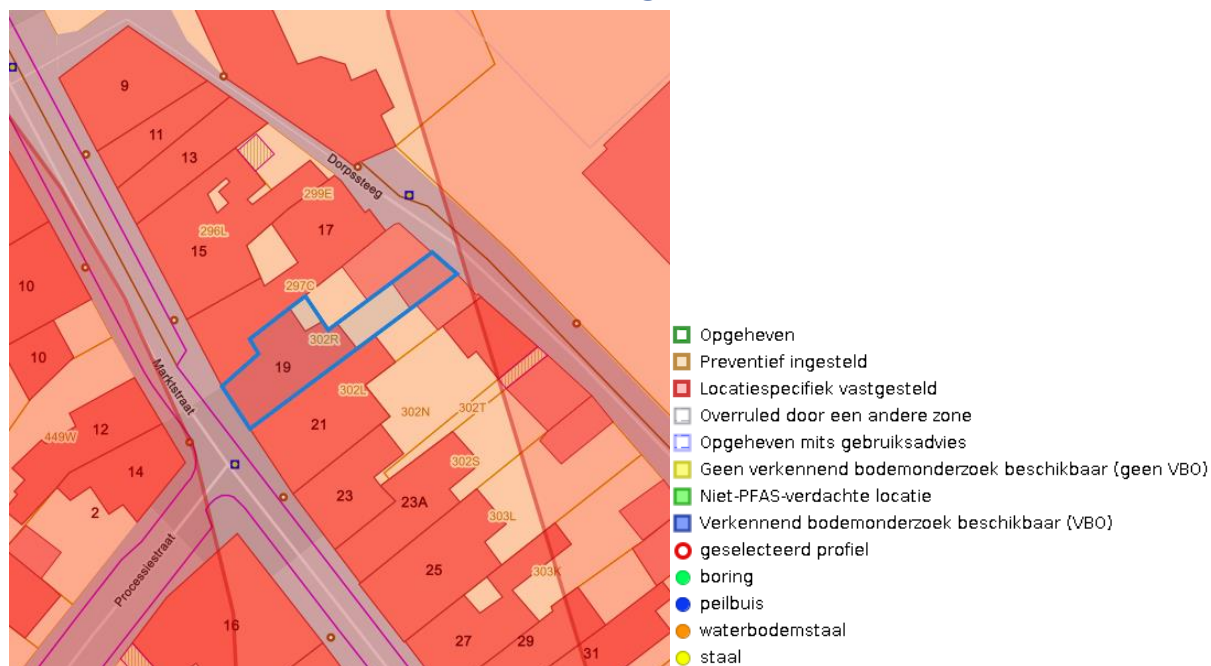 9
11
13
Dorpssteeg
299E
296L
17
15
10
297C
302R
10
19
Marktstraat
302L
302N
302T
12
449W
21
14
302S
23
23A
2
303L
Processiestraat
25
303K
16
27
29
31
Opgeheven
Preventief ingesteld
Locatiespecifiek vastgesteld
Overruled door een andere zone
Opgeheven mits gebruiksadvies
Geen verkennend bodemonderzoek beschikbaar (geen VBO)
Niet-PFAS-verdachte locatie
Verkennend bodemonderzoek beschikbaar (VBO)
geselecteerd profiel
boring
peilbuis
waterbodemstaal
staal